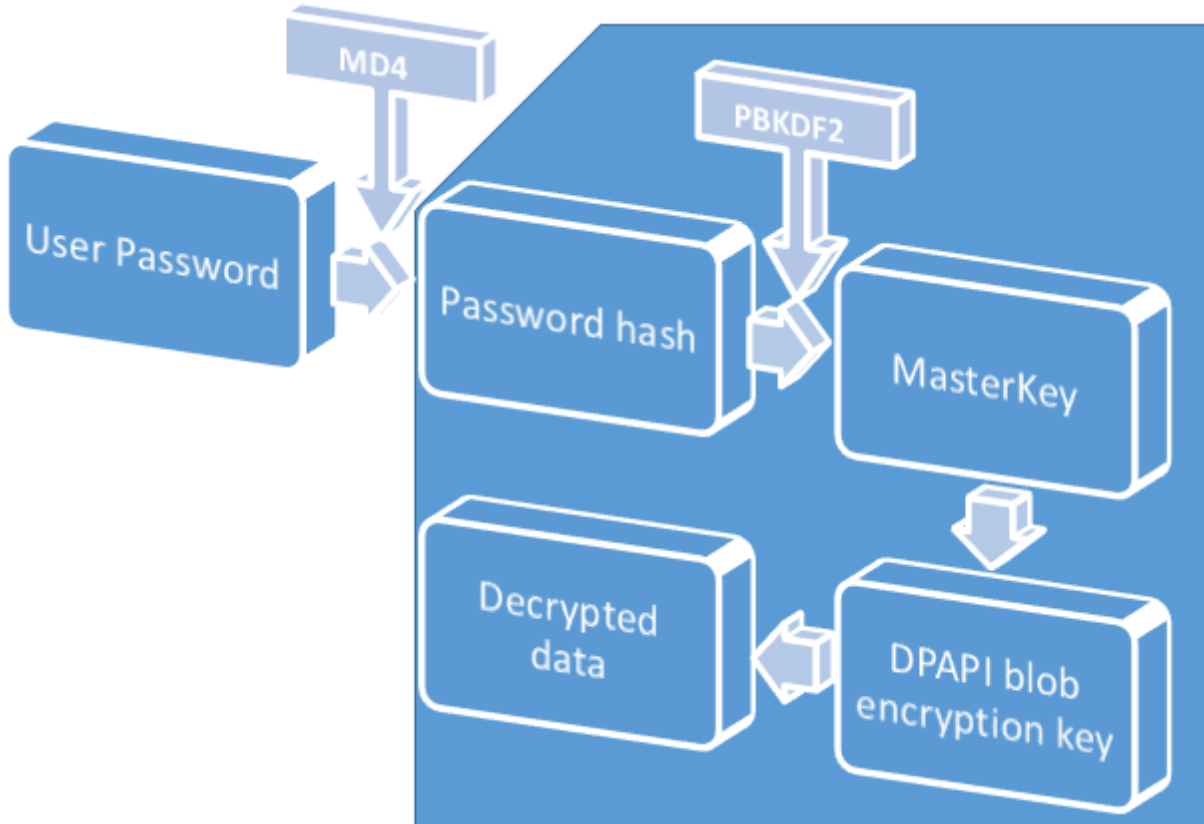 MD4
PBKDF2
User Password
Password hash
MasterKey
Decrypted
data
DPAPI blob
encryption key